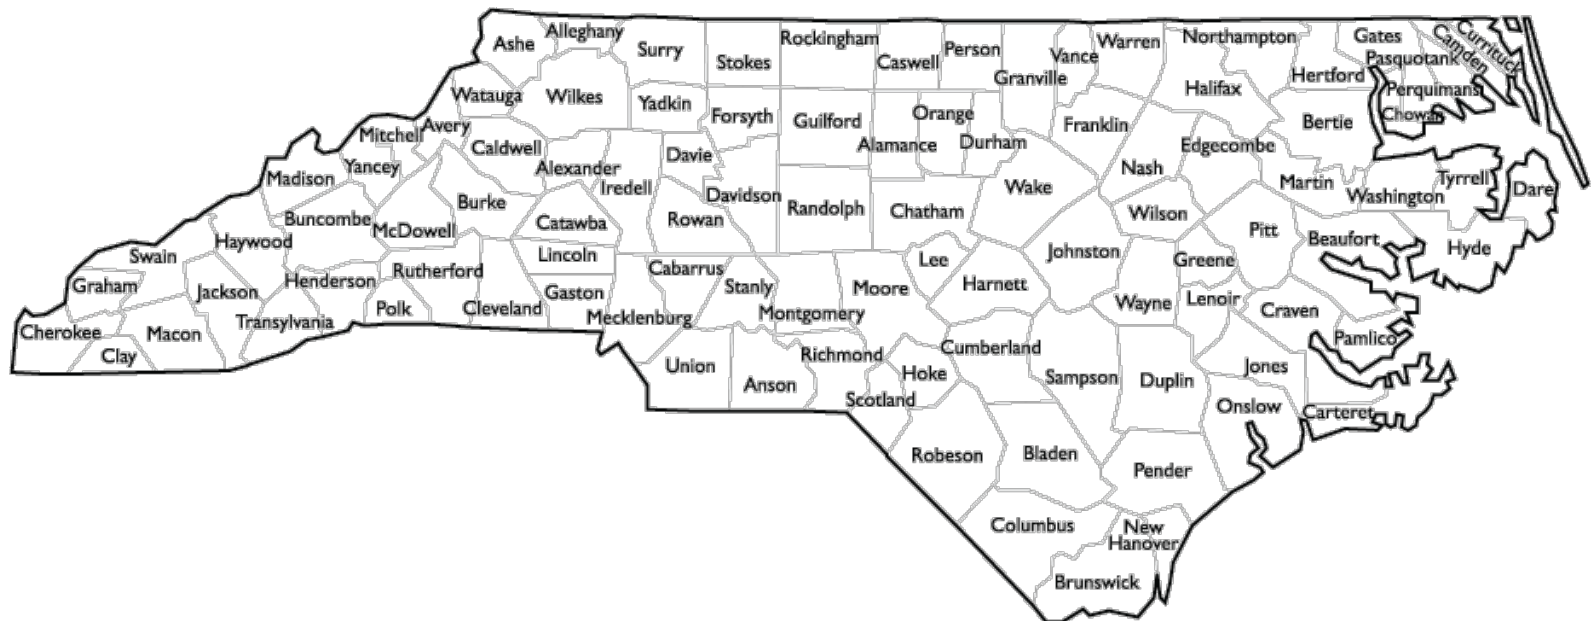 Ashe
Alleghany
Surry
Stokes
Rockingham
Caswell
Person
Granville
Vance
Warren
Northampton
Gates
Hertford
Pasquotank
Camden
Currituck
Perquimans
Chowan
Watauga
Wilkes
Yadkin
Forsyth
Guilford
Alamance
Orange
Durham
Franklin
Halifax
Bertie
Mitchell
Avery
Caldwell
Alexander
Iredell
Davie
Davidson
Randolph
Chatham
Wake
Nash
Edgecombe
Martin
Washington
Tyrrell
Dare
Madison
Yancey
Burke
Catawba
Rowan
Wilson
Pitt
Beaufort
Hyde
Buncombe
McDowell
Haywood
Swain
Graham
Jackson
Henderson
Rutherford
Lincoln
Cabarrus
Stanly
Moore
Lee
Harnett
Johnston
Greene
Cherokee
Clay
Macon
Transylvania
Polk
Cleveland
Gaston
Mecklenburg
Montgomery
Wayne
Lenoir
Craven
Pamlico
Union
Anson
Richmond
Scotland
Hoke
Cumberland
Sampson
Duplin
Jones
Onslow
Carteret
Robeson
Bladen
Pender
Columbus
New
Hanover
Brunswick